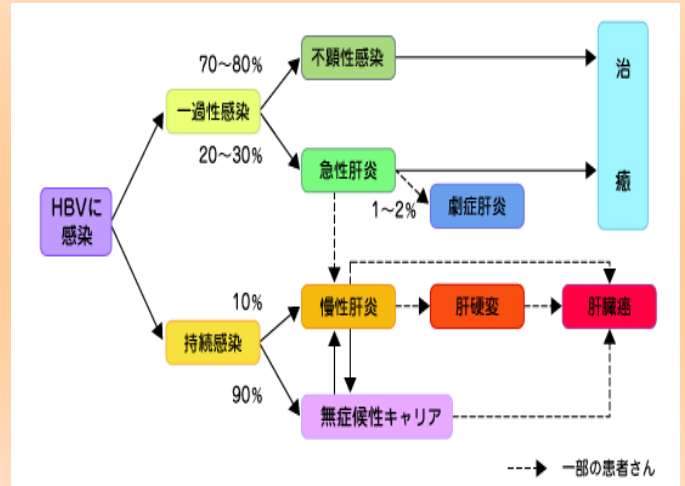 70～80%
不顕性感染
治
癒
一過性感染
20～30%
急性肝炎
1～2%
劇症肝炎
HBVに
感染
10%
慢性肝炎
肝硬変
肝臓癌
持続感染
90%
無症候性キャリア
一部の患者さん